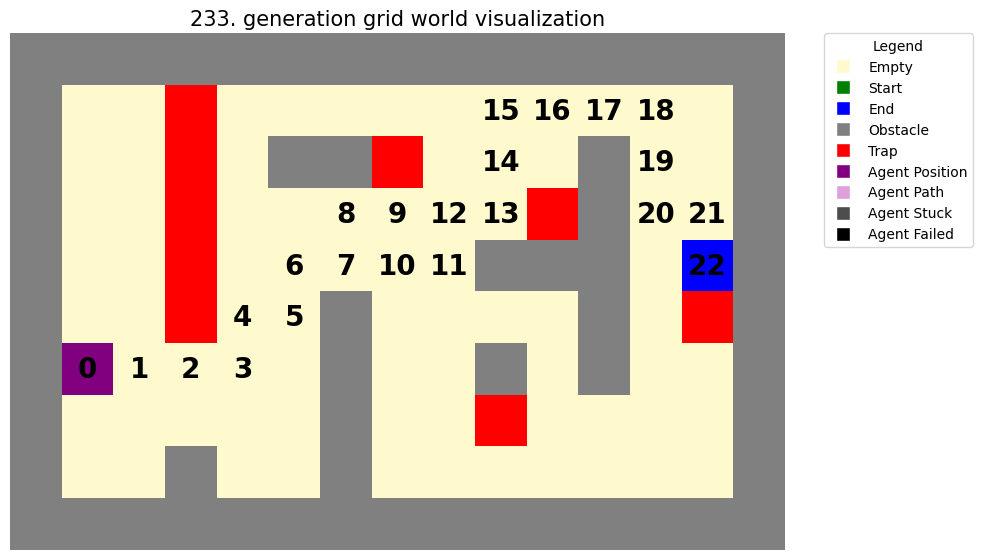 233. generation grid world visualization
15 16 17 18
14 19
8 9 12 13 20 21
6 7 10 11 22
4 5
0 1 2 3
Legend
Empty
Start
End
Obstacle
Trap
Agent Position
Agent Path
Agent Stuck
Agent Failed